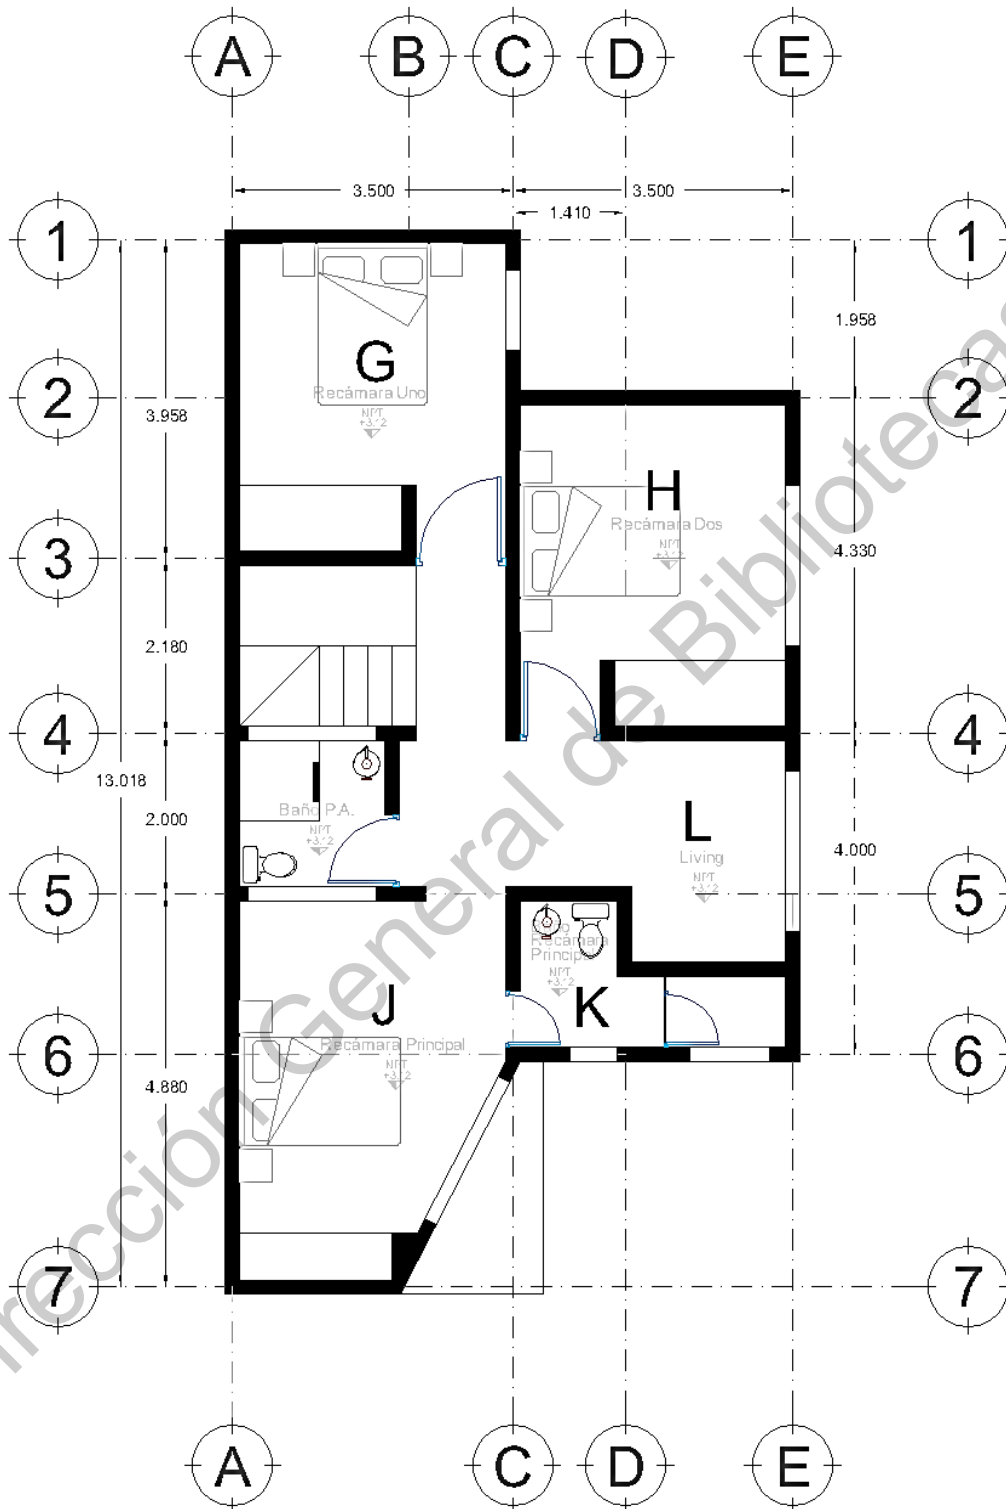 A B C D E
3.500 3.500
1.410
1 1
1.958
G
Recámara Uno
NPT
+3.12
2 2
3.958
H
Recámara Dos
NPT
+3.12
3
4.330
2.180
4 4
13.018
I
Baño P.A.
NPT
+3.12
2.000
L
Living
NPT
+3.12
4.000
5 5
Recámara
Principal
NPT
+3.12
K
J
Recámara Principal
NPT
+3.12
6 6
4.880
7 7
A C D E
rección General de Bibliotecas